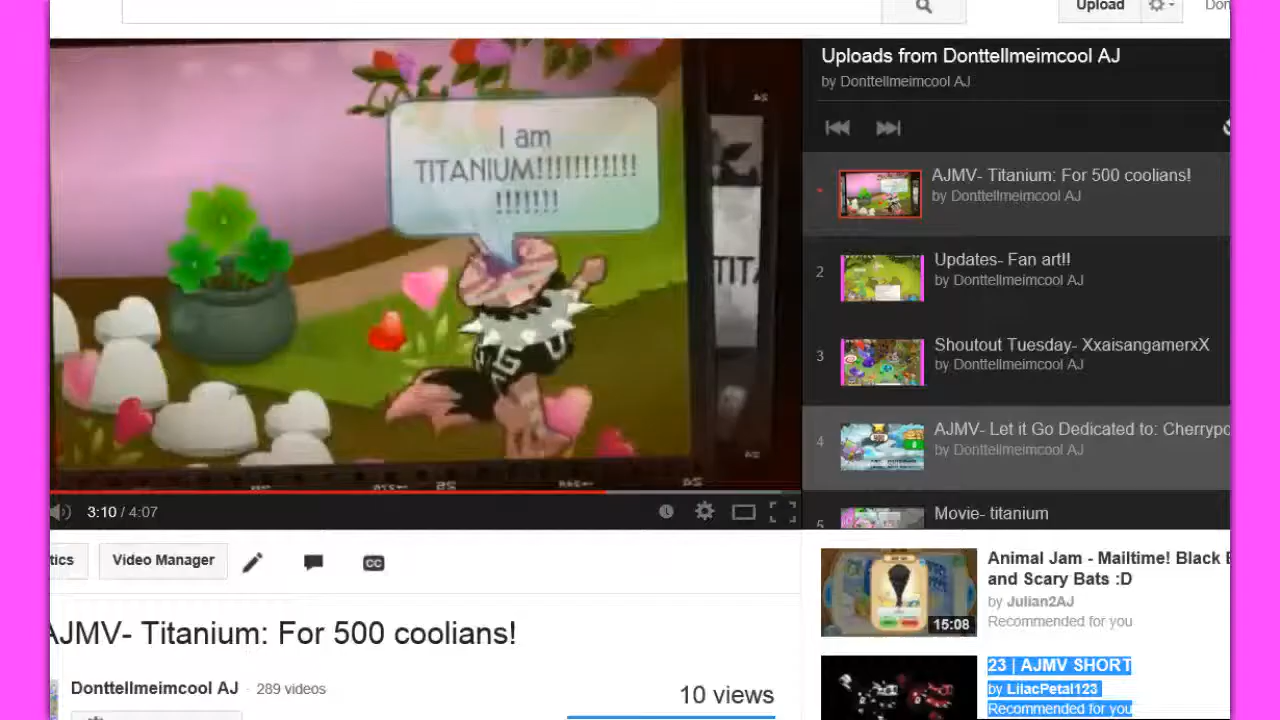 Upload
Uploads from Donttellmeimcool AJ
by Donttellmeimcool AJ
I am
TITANIUM!!!!!!!!!!!
!!!!!!!
AJMV- Titanium: For 500 coolians!
by Donttellmeimcool AJ
2
Updates- Fan art!!
by Donttellmeimcool AJ
3
Shoutout Tuesday- XxaisangamerxX
by Donttellmeimcool AJ
4
AJMV- Let it Go Dedicated to: Cherrypo
by Donttellmeimcool AJ
5
Movie- titanium
3:10 / 4:07
tics
Video Manager
CC
AJMV- Titanium: For 500 coolians!
Donttellmeimcool AJ · 289 videos
10 views
Animal Jam - Mailtime! Black
and Scary Bats :D
by Julian2AJ
Recommended for you
15:08
23 | AJMV SHORT
by LilacPetal123
Recommended for you